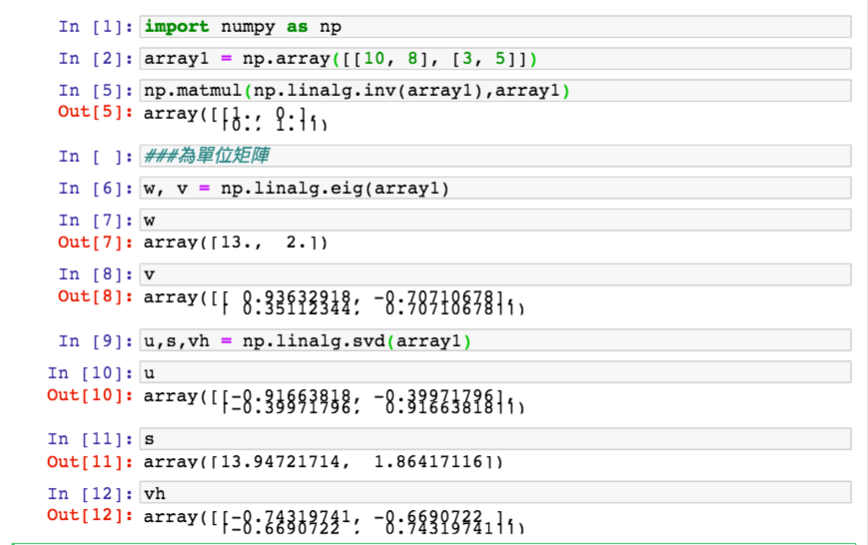 In [1]: import numpy as np
In [2]: array1 = np.array([[10, 8], [3, 5]])
In [5]: np.matmul(np.linalg.inv(array1),array1)
Out[5]: array([[1., 0.],
[0., 1.]])
In [ ]: ###為單位矩陣
In [6]: w, v = np.linalg.eig(array1)
In [7]: w
Out[7]: array([13., 2.])
In [8]: v
Out[8]: array([[ 0.93632918, -0.70710678],
[ 0.35112344, 0.70710678]])
In [9]: u,s,vh = np.linalg.svd(array1)
In [10]: u
Out[10]: array([[-0.91663818, -0.39971796],
[-0.39971796, 0.91663818]])
In [11]: s
Out[11]: array([13.94721714, 1.86417116])
In [12]: vh
Out[12]: array([[-0.74319741, -0.6690722 ],
[-0.6690722 , 0.74319741]])